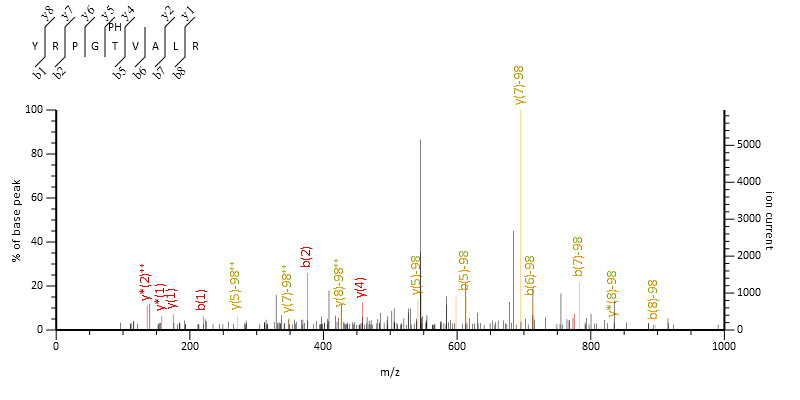 y8 y7 y6 y5 y4 y2 y1
PH
Y R P G T V A L R
b1 b2 b5 b6 b7 b8
y(7)-98
y*(2)++
y*(1)
y(1)
b(1)
y(5)-98++
y(7)-98++
b(2)
y(8)-98++
y(4)
y(5)-98
b(5)-98
b(6)-98
b(7)-98
y*(8)-98
b(8)-98
100
80
60
40
20
0
% of base peak
5000
4000
3000
2000
1000
0
ion current
0 200 400 600 800 1000
m/z